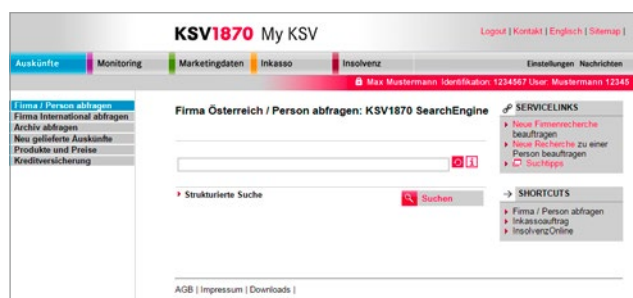 KSV1870 My KSV
Logout | Kontakt | Englisch | Sitemap |
Auskünfte Monitoring Marketingdaten Inkasso Insolvenz Einstellungen Nachrichten
Max Mustermann Identifikation: 1234567 User: Mustermann 12345
Firma / Person abfragen
Firma International abfragen
Archiv abfragen
Neu gelieferte Auskünfte
Produkte und Preise
Kreditversicherung
Firma Österreich / Person abfragen: KSV1870 SearchEngine
Strukturierte Suche
Suchen
SERVICELINKS
Neue Firmenrecherche
beauftragen
Neue Recherche zu einer
Person beauftragen
Suchtipps
SHORTCUTS
Firma / Person abfragen
Inkassoauftrag
InsolvenzOnline
AGB | Impressum | Downloads |